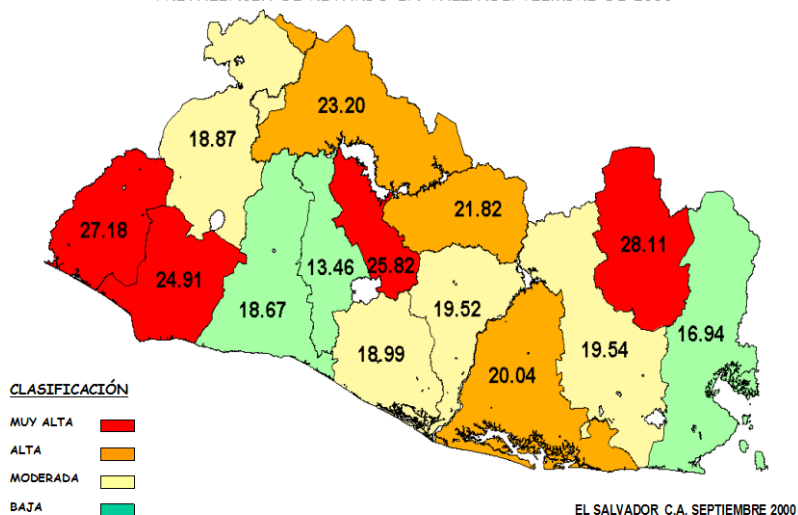 23.20
18.87
21.82
27.18
28.11
24.91
13.46
25.82
18.67
19.52
16.94
18.99
19.54
20.04
CLASIFICACIÓN
MUY ALTA
ALTA
MODERADA
BAJA
EL SALVADOR C.A. SEPTIEMBRE 2000